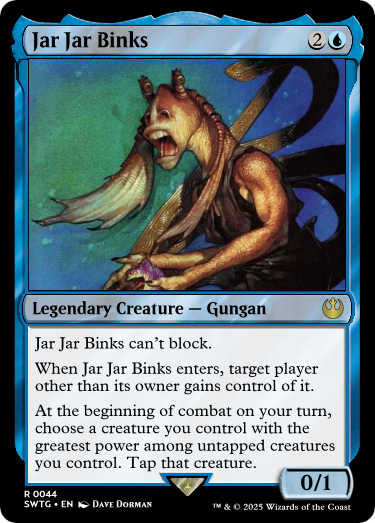 Jar Jar Binks 2
Legendary Creature — Gungan
Jar Jar Binks can't block.
When Jar Jar Binks enters, target player
other than its owner gains control of it.
At the beginning of combat on your turn,
choose a creature you control with the
greatest power among untapped creatures
you control. Tap that creature.
0/1
R 0044
SWTG • EN Dave Dorman
™ & © 2025 Wizards of the Coast